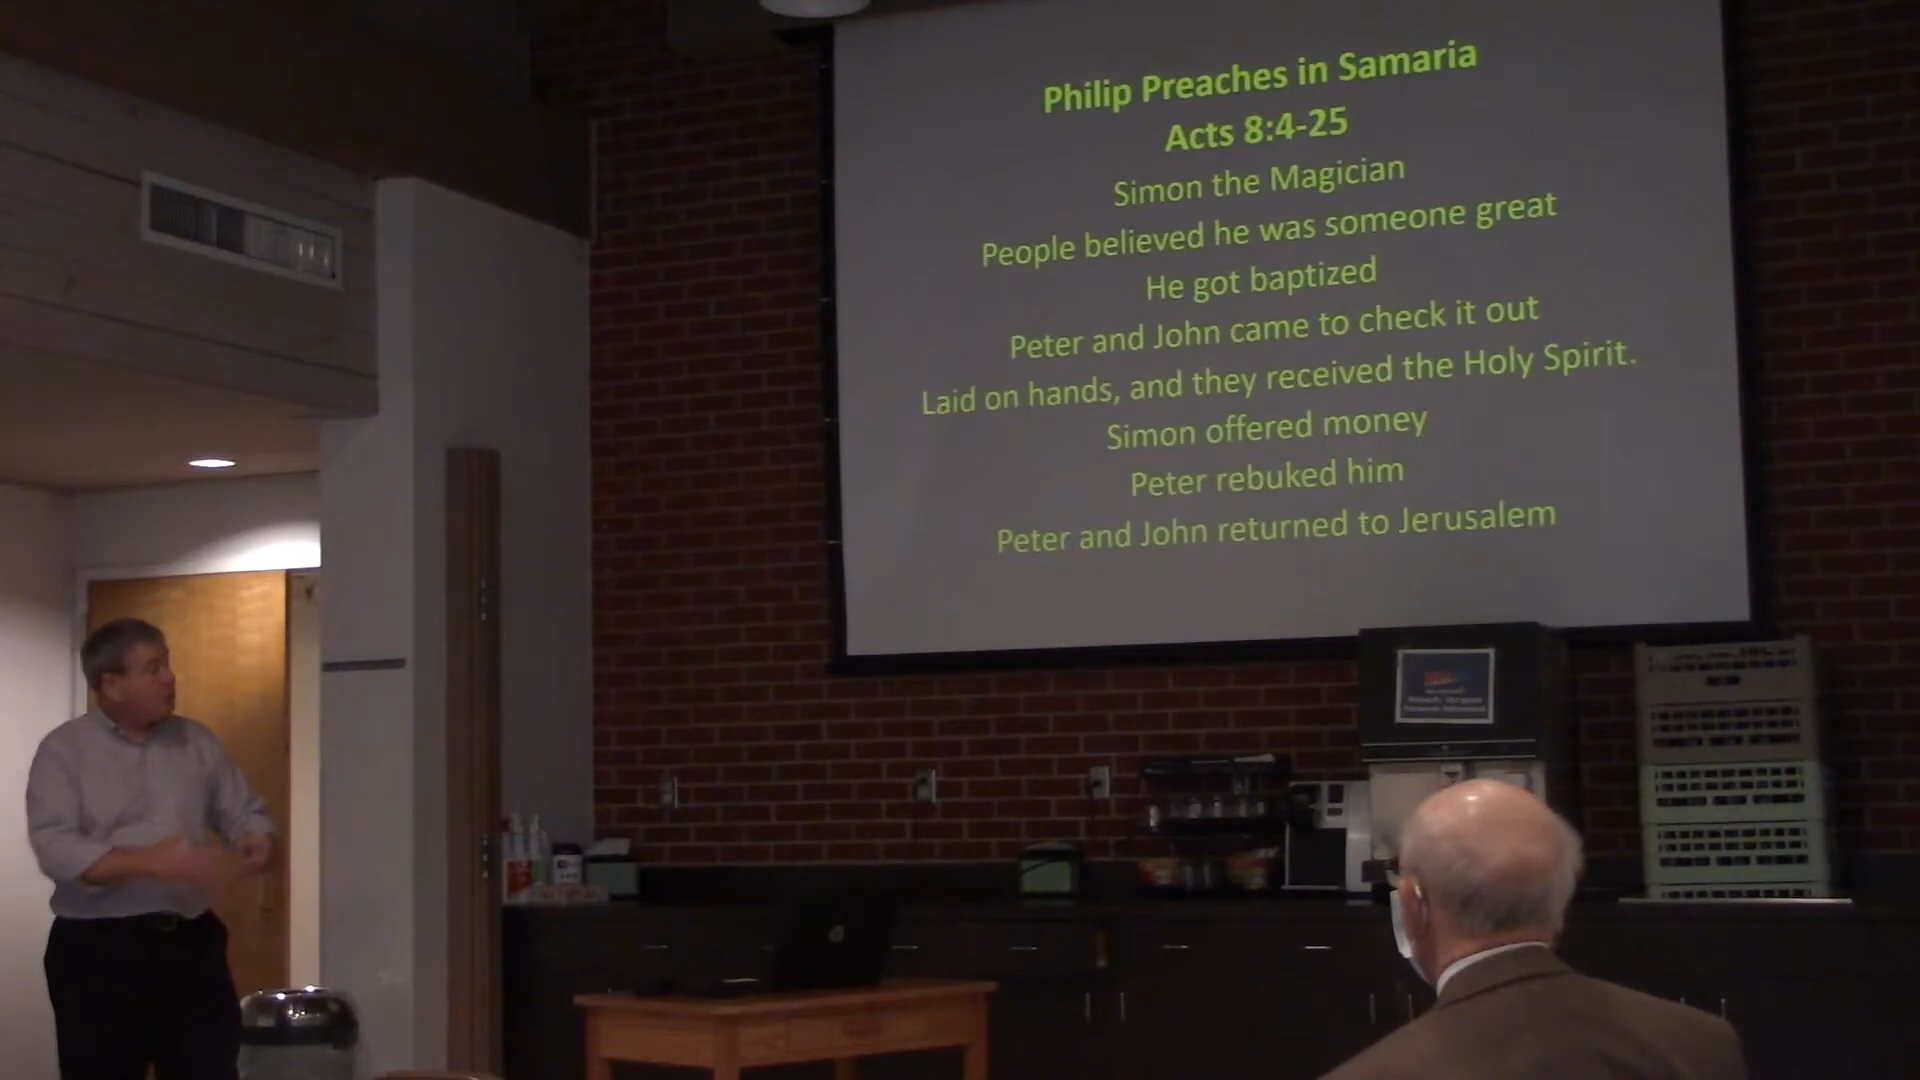 Philip Preaches in Samaria
Acts 8:4-25
Simon the Magician
People believed he was someone great
He got baptized
Peter and John came to check it out
Laid on hands, and they received the Holy Spirit.
Simon offered money
Peter rebuked him
Peter and John returned to Jerusalem